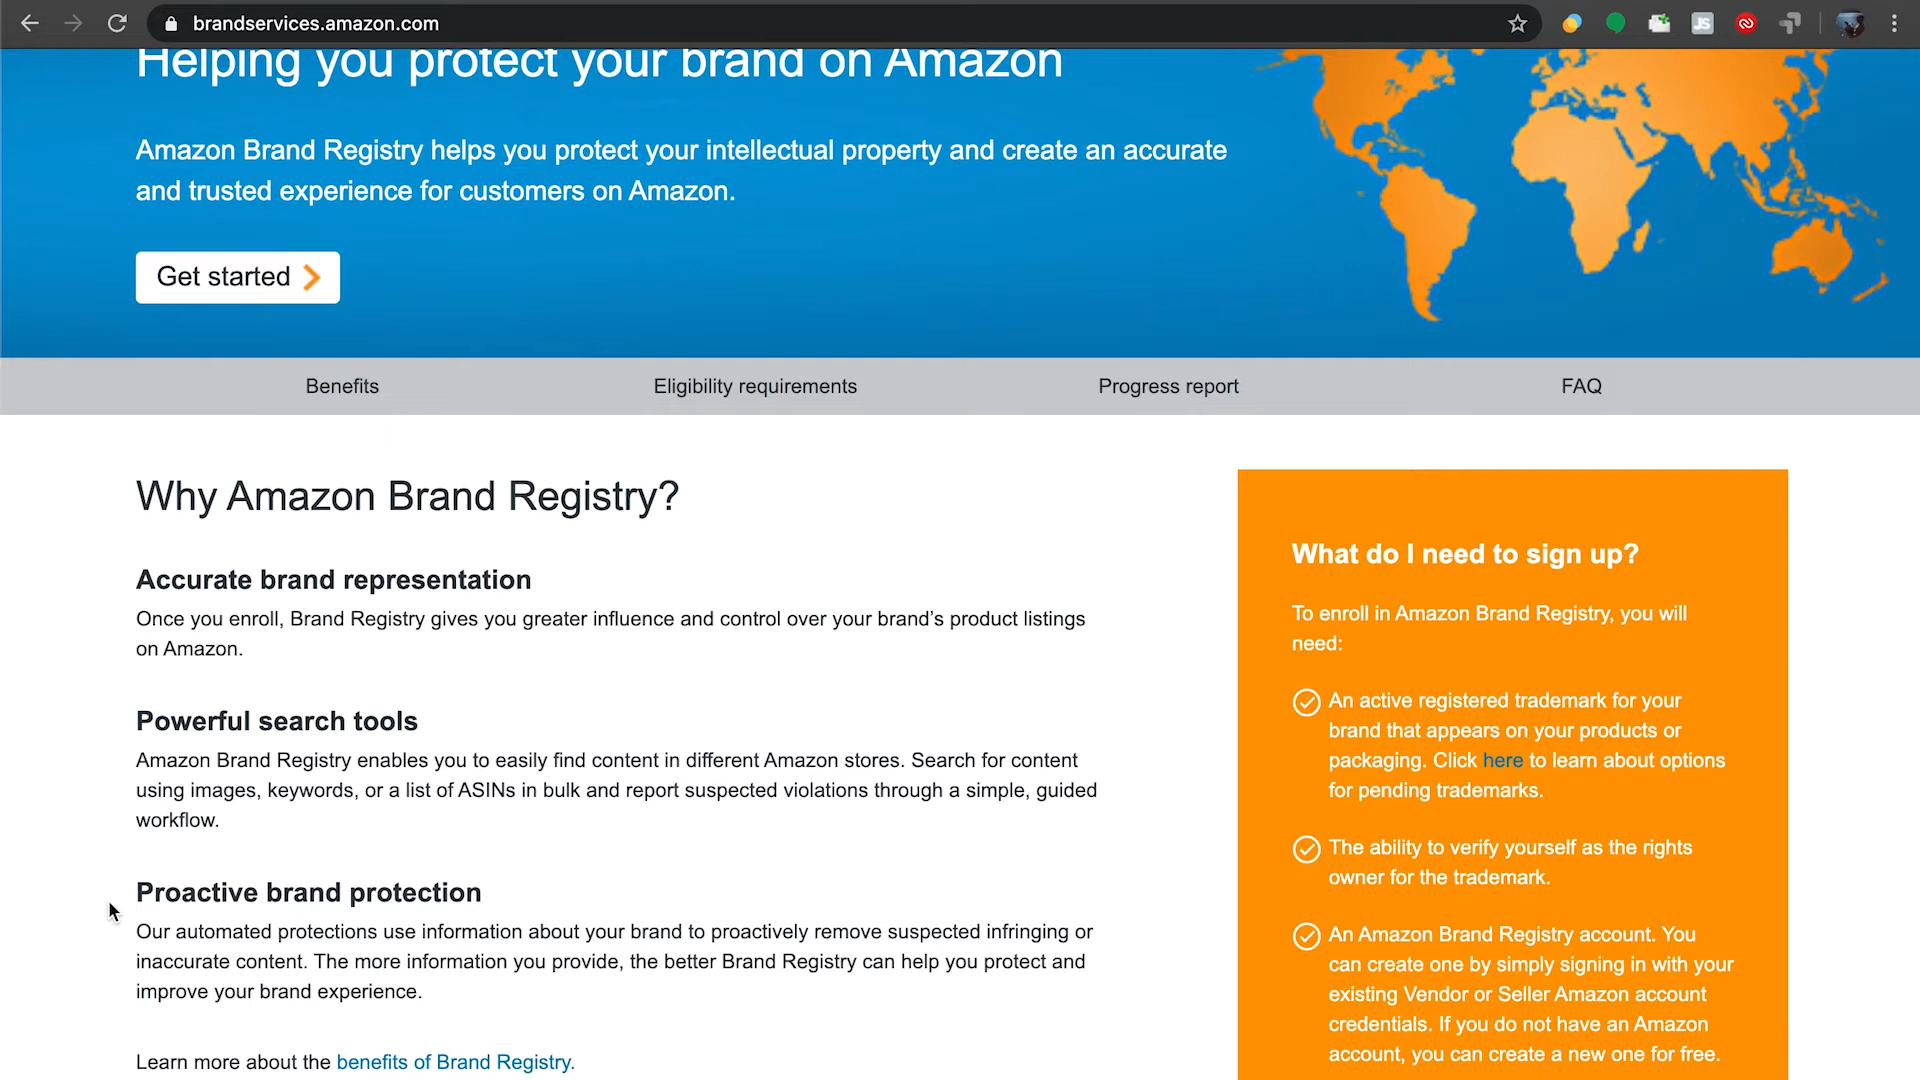 brandservices.amazon.com
JS
Helping you protect your brand on Amazon
Amazon Brand Registry helps you protect your intellectual property and create an accurate
and trusted experience for customers on Amazon.
Get started
Benefits
Eligibility requirements
Progress report
FAQ
Why Amazon Brand Registry?
Accurate brand representation
Once you enroll, Brand Registry gives you greater influence and control over your brand’s product listings
on Amazon.
Powerful search tools
Amazon Brand Registry enables you to easily find content in different Amazon stores. Search for content
using images, keywords, or a list of ASINs in bulk and report suspected violations through a simple, guided
workflow.
Proactive brand protection
Our automated protections use information about your brand to proactively remove suspected infringing or
inaccurate content. The more information you provide, the better Brand Registry can help you protect and
improve your brand experience.
Learn more about the benefits of Brand Registry.
What do I need to sign up?
To enroll in Amazon Brand Registry, you will
need:
An active registered trademark for your
brand that appears on your products or
packaging. Click here to learn about options
for pending trademarks.
The ability to verify yourself as the rights
owner for the trademark.
An Amazon Brand Registry account. You
can create one by simply signing in with your
existing Vendor or Seller Amazon account
credentials. If you do not have an Amazon
account, you can create a new one for free.